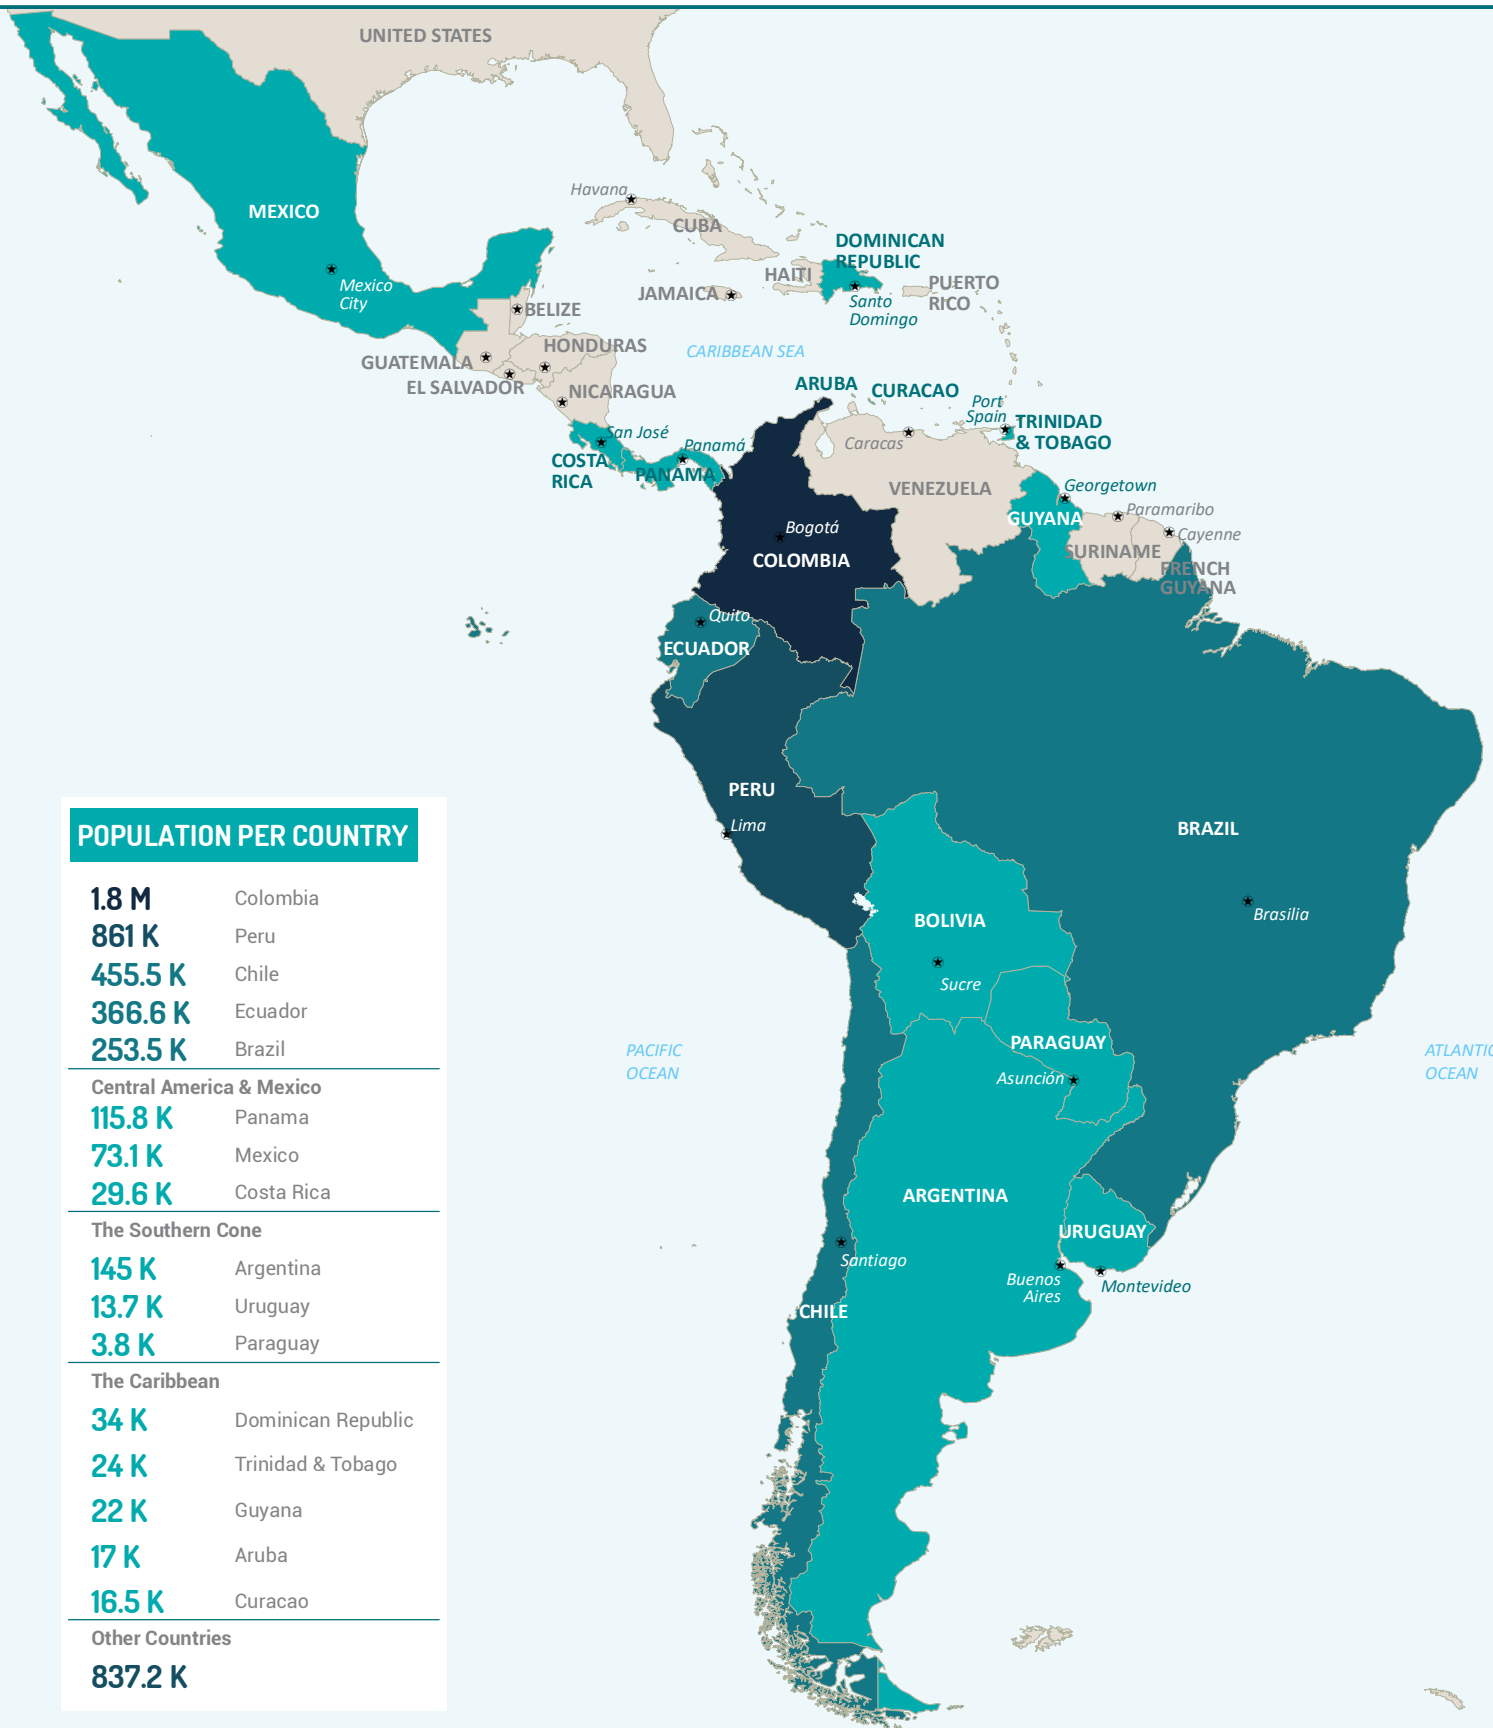 UNITED STATES
MEXICO
Mexico
City
Havana
CUBA
DOMINICAN
REPUBLIC
HAITI
JAMAICA
PUERTO
RICO
Santo
Domingo
BELIZE
HONDURAS
GUATEMALA
EL SALVADOR
NICARAGUA
CARIBBEAN SEA
ARUBA
CURACAO
Port
Spain
TRINIDAD
& TOBAGO
San José
Panamá
COSTA
RICA
PANAMA
Caracas
VENEZUELA
Georgetown
GUYANA
Paramaribo
Cayenne
SURINAME
FRENCH
GUYANA
Bogotá
COLOMBIA
Quito
ECUADOR
PERU
Lima
BRAZIL
Brasilia
BOLIVIA
Sucre
PARAGUAY
Asunción
PACIFIC
OCEAN
ATLANTIC
OCEAN
ARGENTINA
URUGUAY
Santiago
Buenos
Aires
Montevideo
CHILE
POPULATION PER COUNTRY
1.8 M Colombia
861 K Peru
455.5 K Chile
366.6 K Ecuador
253.5 K Brazil
Central America & Mexico
115.8 K Panama
73.1 K Mexico
29.6 K Costa Rica
The Southern Cone
145 K Argentina
13.7 K Uruguay
3.8 K Paraguay
The Caribbean
34 K Dominican Republic
24 K Trinidad & Tobago
22 K Guyana
17 K Aruba
16.5 K Curacao
Other Countries
837.2 K